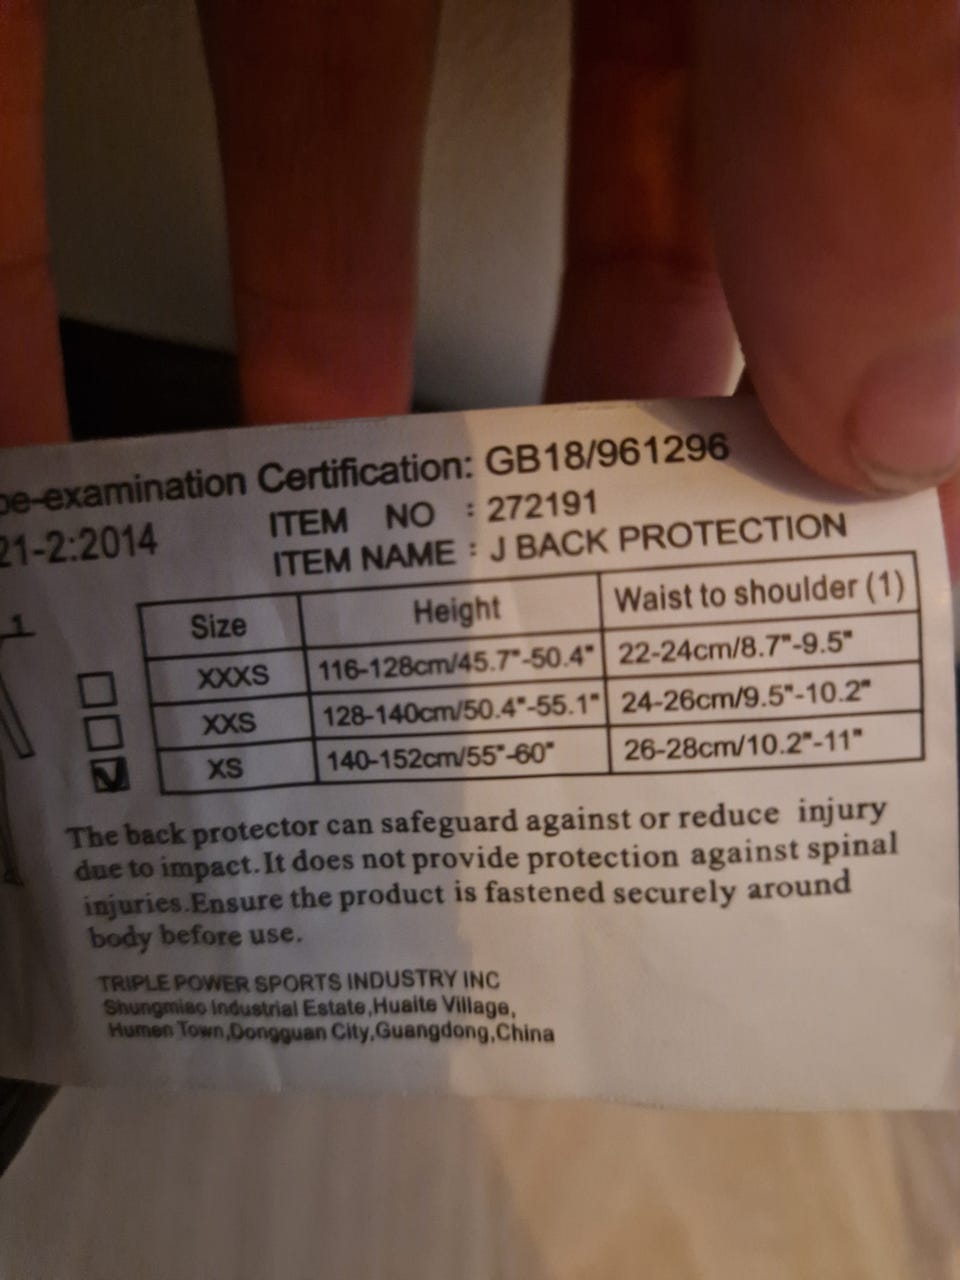 be-examination Certification: GB18/961296
21-2:2014
ITEM NO : 272191
ITEM NAME : J BACK PROTECTION
1
Size Height Waist to shoulder (1)
XXXS 116-128cm/45.7"-50.4" 22-24cm/8.7"-9.5"
XXS 128-140cm/50.4"-55.1" 24-26cm/9.5"-10.2"
XS 140-152cm/55"-60" 26-28cm/10.2"-11"
The back protector can safeguard against or reduce injury
due to impact.It does not provide protection against spinal
injuries.Ensure the product is fastened securely around
body before use.
TRIPLE POWER SPORTS INDUSTRY INC
Shungmiao Industrial Estate,Huaite Village,
Humen Town,Dongguan City,Guangdong,China